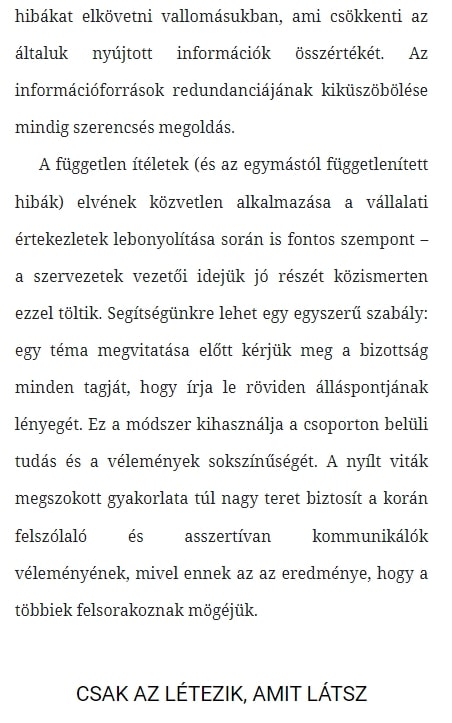 hibákat elkövetni vallomásukban, ami csökkenti az
általuk nyújtott információk összértékét. Az
információforrások redundanciájának kiküszöbölése
mindig szerencsés megoldás.
A független ítéletek (és az egymástól függetlenített
hibák) elvének közvetlen alkalmazása a vállalati
értekezletek lebonyolítása során is fontos szempont –
a szervezetek vezetői idejük jó részét közismerten
ezzel töltik. Segítségünkre lehet egy egyszerű szabály:
egy téma megvitatása előtt kérjük meg a bizottság
minden tagját, hogy írja le röviden álláspontjának
lényegét. Ez a módszer kihasználja a csoporton belüli
tudás és a vélemények sokszínűségét. A nyílt viták
megszokott gyakorlata túl nagy teret biztosít a korán
felszólaló és asszertívan kommunikálók
véleményének, mivel ennek az az eredménye, hogy a
többiek felsorakoznak mögéjük.
CSAK AZ LÉTEZIK, AMIT LÁTSZ